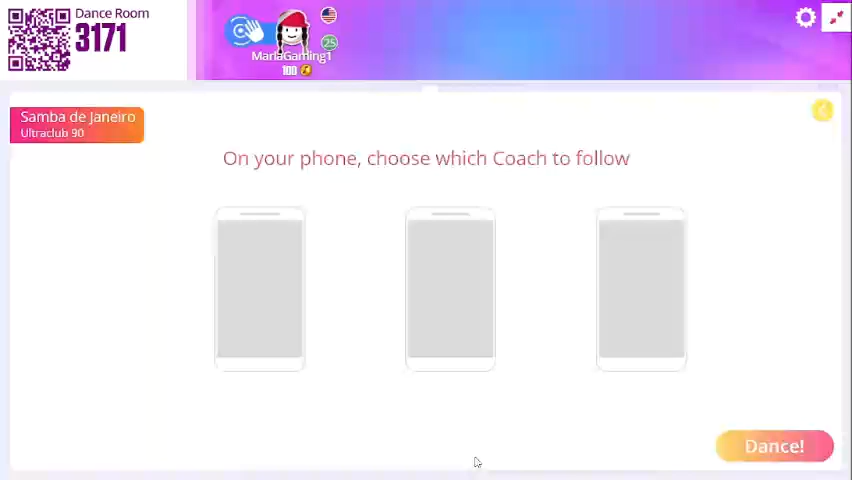 Dance Room
3171
25
MariaGaming1
100
Samba de Janeiro
Ultraclub 90
On your phone, choose which Coach to follow
Dance!